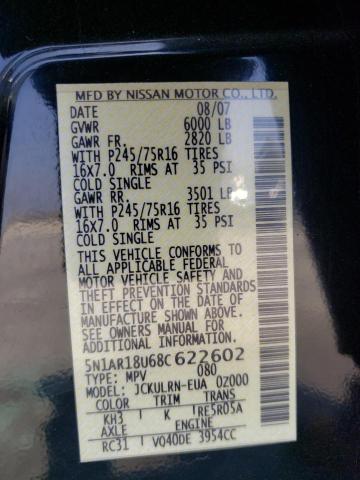 MFD BY NISSAN MOTOR CO., LTD.
DATE 08/07
GVWR 6000 LB
GAWR FR. 2820 LB
WITH P245/75R16 TIRES
16X7.0 RIMS AT 35 PSI
COLD SINGLE
GAWR RR. 3501 LB
WITH P245/75R16 TIRES
16X7.0 RIMS AT 35 PSI
COLD SINGLE
THIS VEHICLE CONFORMS TO
ALL APPLICABLE FEDERAL
MOTOR VEHICLE SAFETY AND
THEFT PREVENTION STANDARDS
IN EFFECT ON THE DATE OF
MANUFACTURE SHOWN ABOVE.
SEE OWNERS MANUAL FOR
ADDITIONAL INFO.
5N1AR18U68C622602
TYPE: MPV 080
MODEL: JCKULRN-EUA 0Z000
COLOR TRIM TRANS
KH3 K RE5R05A
AXLE ENGINE
RC31 VQ40DE 3954CC